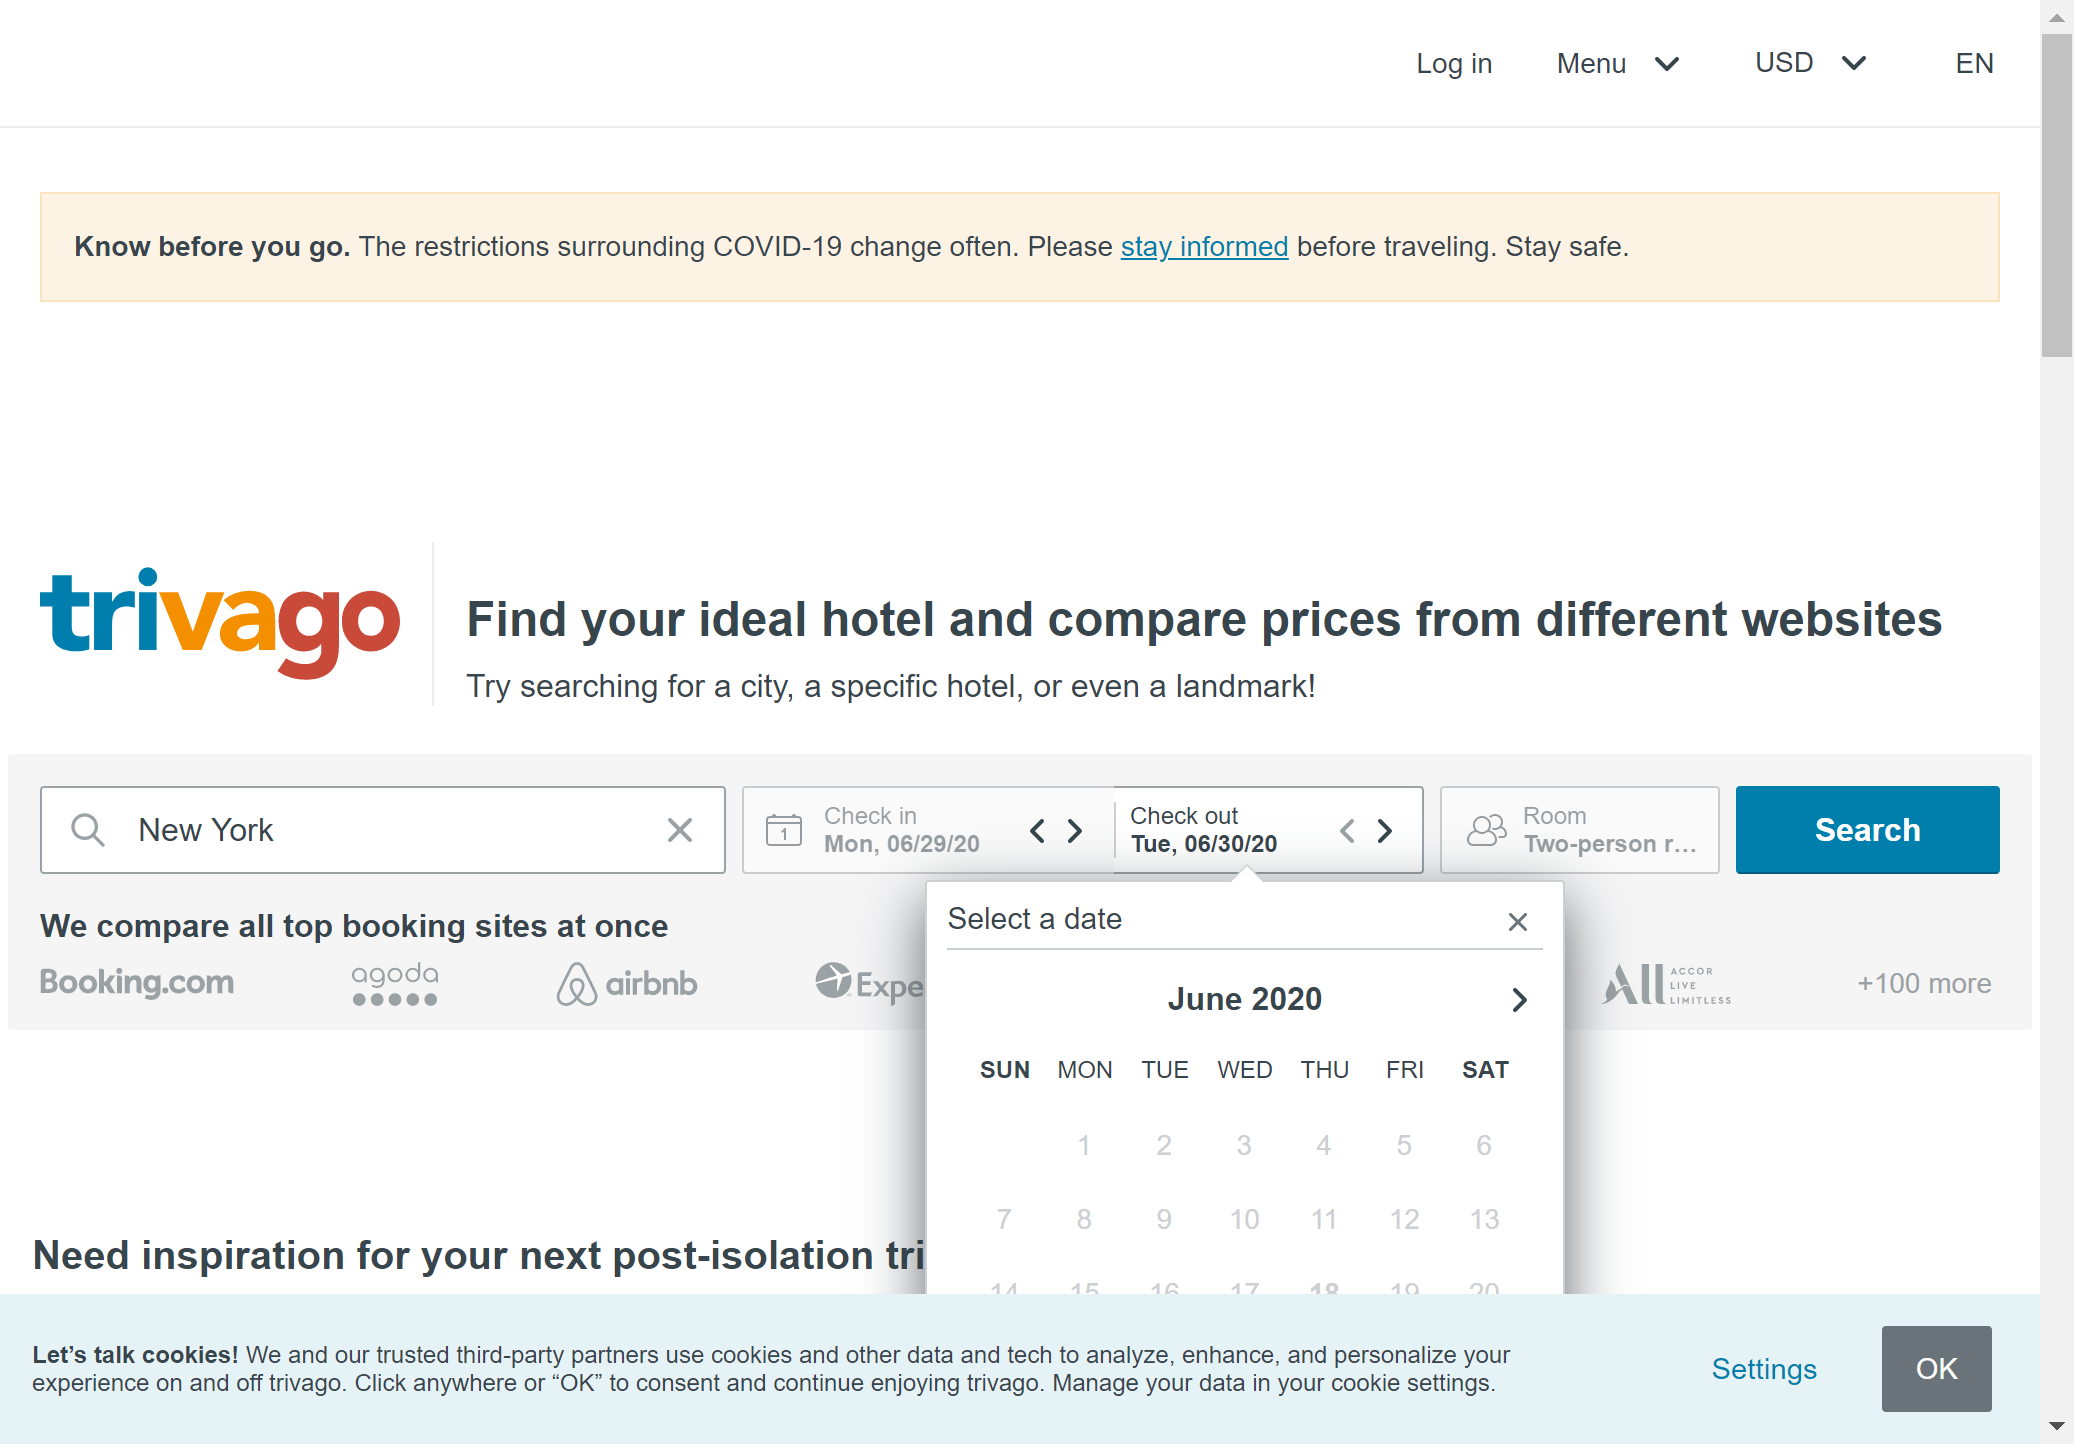 Log in Menu USD EN
Know before you go. The restrictions surrounding COVID-19 change often. Please stay informed before traveling. Stay safe.
trivago
Find your ideal hotel and compare prices from different websites
Try searching for a city, a specific hotel, or even a landmark!
New York
1
Check in
Mon, 06/29/20
Check out
Tue, 06/30/20
Room
Two-person r...
Search
We compare all top booking sites at once
Booking.com agoda airbnb Expe
ALL ACCOR LIVE LIMITLESS
+100 more
Select a date
June 2020
SUN MON TUE WED THU FRI SAT
1 2 3 4 5 6
7 8 9 10 11 12 13
14 15 16 17 18 19 20
Need inspiration for your next post-isolation tri
Let’s talk cookies! We and our trusted third-party partners use cookies and other data and tech to analyze, enhance, and personalize your
experience on and off trivago. Click anywhere or “OK” to consent and continue enjoying trivago. Manage your data in your cookie settings.
Settings
OK